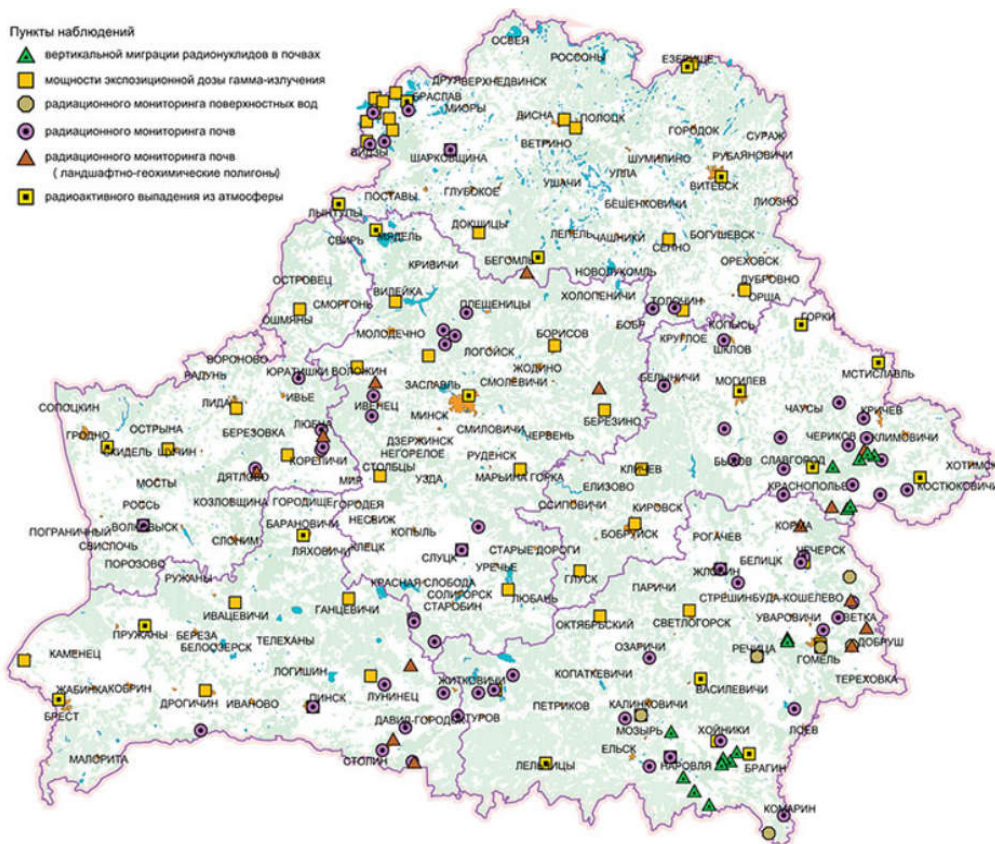 Пункты наблюдений
вертикальной миграции радионуклидов в почвах
мощности экспозиционной дозы гамма-излучения
радиационного мониторинга поверхностных вод
радиационного мониторинга почв
радиационного мониторинга почв
( ландшафтно-геохимические полигоны)
радиоактивного выпадения из атмосферы
ОСВЕЯ
РОССОНЫ
ЕЗЕРИЩЕ
ДРУЯ
ВЕРХНЕДВИНСК
БРАСЛАВ
МИОРЫ
ДИСНА
ПОЛОЦК
ГОРОДОК
СУРАЖ
ВЕТРИНО
ВИДЗЫ
ШАРКОВЩИНА
ШУМИЛИНО
РУБАЯНОВИЧИ
УЛЛА
ВИТЕБСК
ГЛУБОКОЕ
УШАЧИ
ПОСТАВЫ
БЕШЕНКОВИЧИ
ЛИОЗНО
ЛЫНТУПЫ
ДОКШИЦЫ
ЛЕПЕЛЬ
ЧАШНИКИ
БОГУШЕВСК
СВИРЬ
МЯДЕЛЬ
СЕННО
КРИВИЧИ
БЕГОМЛЬ
ОРЕХОВСК
НОВОЛУКОМЛЬ
ДУБРОВНО
ОСТРОВЕЦ
ВИЛЕЙКА
ХОЛОПЕНИЧИ
ОРША
СМОРГОНЬ
ПЛЕЩЕНИЦЫ
ТОЛОЧИН
ОШМЯНЫ
БОБР
КОПЫСЬ
ГОРКИ
МОЛОДЕЧНО
БОРИСОВ
КРУГЛОЕ
ШКЛОВ
ЛОГОЙСК
ВОРОНОВО
РАДУНЬ
ЮРАТИШКИ
ВОЛОЖИН
ЖОДИНО
МСТИСЛАВЛЬ
ЗАСЛАВЛЬ
СМОЛЕВИЧИ
БЕЛЫНИЧИ
МОГИЛЕВ
ИВЬЕ
ИВЕНЕЦ
СОПОЦКИН
ЛИДА
МИНСК
БЕРЕЗИНО
ЧАУСЫ
КРИЧЕВ
ГРОДНО
ОСТРЫНА
БЕРЕЗОВКА
ЛЮБЧА
СМИЛОВИЧИ
ЧЕРВЕНЬ
ЧЕРИКОВ
КЛИМОВИЧИ
СКИДЕЛЬ
ЩУЧИН
КОРЕЛИЧИ
ДЗЕРЖИНСК
НЕГОРЕЛОЕ
РУДЕНСК
БЫХОВ
СЛАВГОРОД
ХОТИМСК
ДЯТЛОВО
МИР
СТОЛБЦЫ
УЗДА
МАРЬИНА ГОРКА
КЛИЧЕВ
КРАСНОПОЛЬЕ
КОСТЮКОВИЧИ
МОСТЫ
ЕЛИЗОВО
РОССЬ
КОЗЛОВЩИНА
ГОРОДИЩЕ
ГОРОДЕЯ
ОСИПОВИЧИ
КИРОВСК
ПОГРАНИЧНЫЙ
ВОЛКОВЫСК
БАРАНОВИЧИ
НЕСВИЖ
КОПЫЛЬ
БОБРУЙСК
РОГАЧЕВ
КОРМА
СВИСЛОЧЬ
СЛОНИМ
ЛЯХОВИЧИ
КЛЕЦК
СЛУЦК
СТАРЫЕ ДОРОГИ
БЕЛИЦК
ЧЕЧЕРСК
ПОРОЗОВО
РУЖАНЫ
УРЕЧЬЕ
ГЛУСК
ЖЛОБИН
КРАСНАЯ СЛОБОДА
ПАРИЧИ
СОЛИГОРСК
ЛЮБАНЬ
СТРЕШИН
БУДА-КОШЕЛЕВО
ИВАЦЕВИЧИ
ГАНЦЕВИЧИ
СТАРОБИН
УВАРОВИЧИ
ВЕТКА
ПРУЖАНЫ
ОКТЯБРЬСКИЙ
СВЕТЛОГОРСК
БЕРЕЗА
ТЕЛЕХАНЫ
БЕЛООЗЕРСК
ДОБРУШ
КАМЕНЕЦ
РЕЧИЦА
ГОМЕЛЬ
ОЗАРИЧИ
ЛОГИШИН
КОПАТКЕВИЧИ
ТЕРЕХОВКА
ЖАБИНКА
КОБРИН
ЖИТКОВИЧИ
ВАСИЛЕВИЧИ
БРЕСТ
ДРОГИЧИН
ИВАНОВО
ПИНСК
ЛУНИНЕЦ
ПЕТРИКОВ
КАЛИНКОВИЧИ
ДАВИД-ГОРОДОК
ТУРОВ
МОЗЫРЬ
ЛОЕВ
ХОЙНИКИ
МАЛОРИТА
СТОЛИН
ЕЛЬСК
ЛЕЛЬЧИЦЫ
НАРОВЛЯ
БРАГИН
КОМАРИН